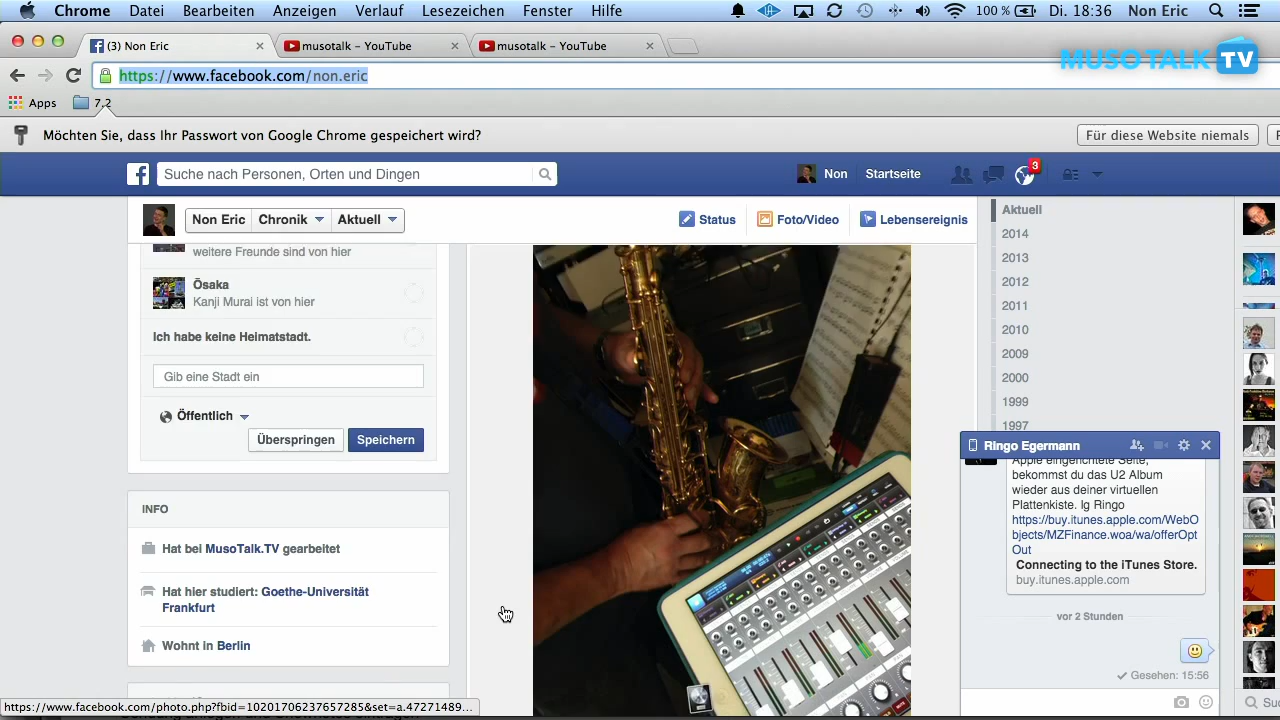 Chrome Datei Bearbeiten Anzeigen Verlauf Lesezeichen Fenster Hilfe 100 % Di. 18:36 Non Eric
(3) Non Eric
musotalk – YouTube
musotalk – YouTube
MUSOTALK TV
https://www.facebook.com/non.eric
Apps 7.2
Möchten Sie, dass Ihr Passwort von Google Chrome gespeichert wird?
Für diese Website niemals
Suche nach Personen, Orten und Dingen
Non Startseite 3
Non Eric Chronik Aktuell
Status Foto/Video Lebensereignis
weitere Freunde sind von hier
Ōsaka
Kanji Murai ist von hier
Ich habe keine Heimatstadt.
Gib eine Stadt ein
Öffentlich
Überspringen Speichern
INFO
Hat bei MusoTalk.TV gearbeitet
Hat hier studiert: Goethe-Universität
Frankfurt
Wohnt in Berlin
https://www.facebook.com/photo.php?fbid=10201706237657285&set=a.47271489...
Aktuell
2014
2013
2012
2011
2010
2009
2000
1999
1997
Ringo Egermann
Apple eingerichtete Seite,
bekommst du das U2 Album
wieder aus deiner virtuellen
Plattenkiste. lg Ringo
https://buy.itunes.apple.com/WebO
bjects/MZFinance.woa/wa/offerOpt
Out
Connecting to the iTunes Store.
buy.itunes.apple.com
vor 2 Stunden
Gesehen: 15:56